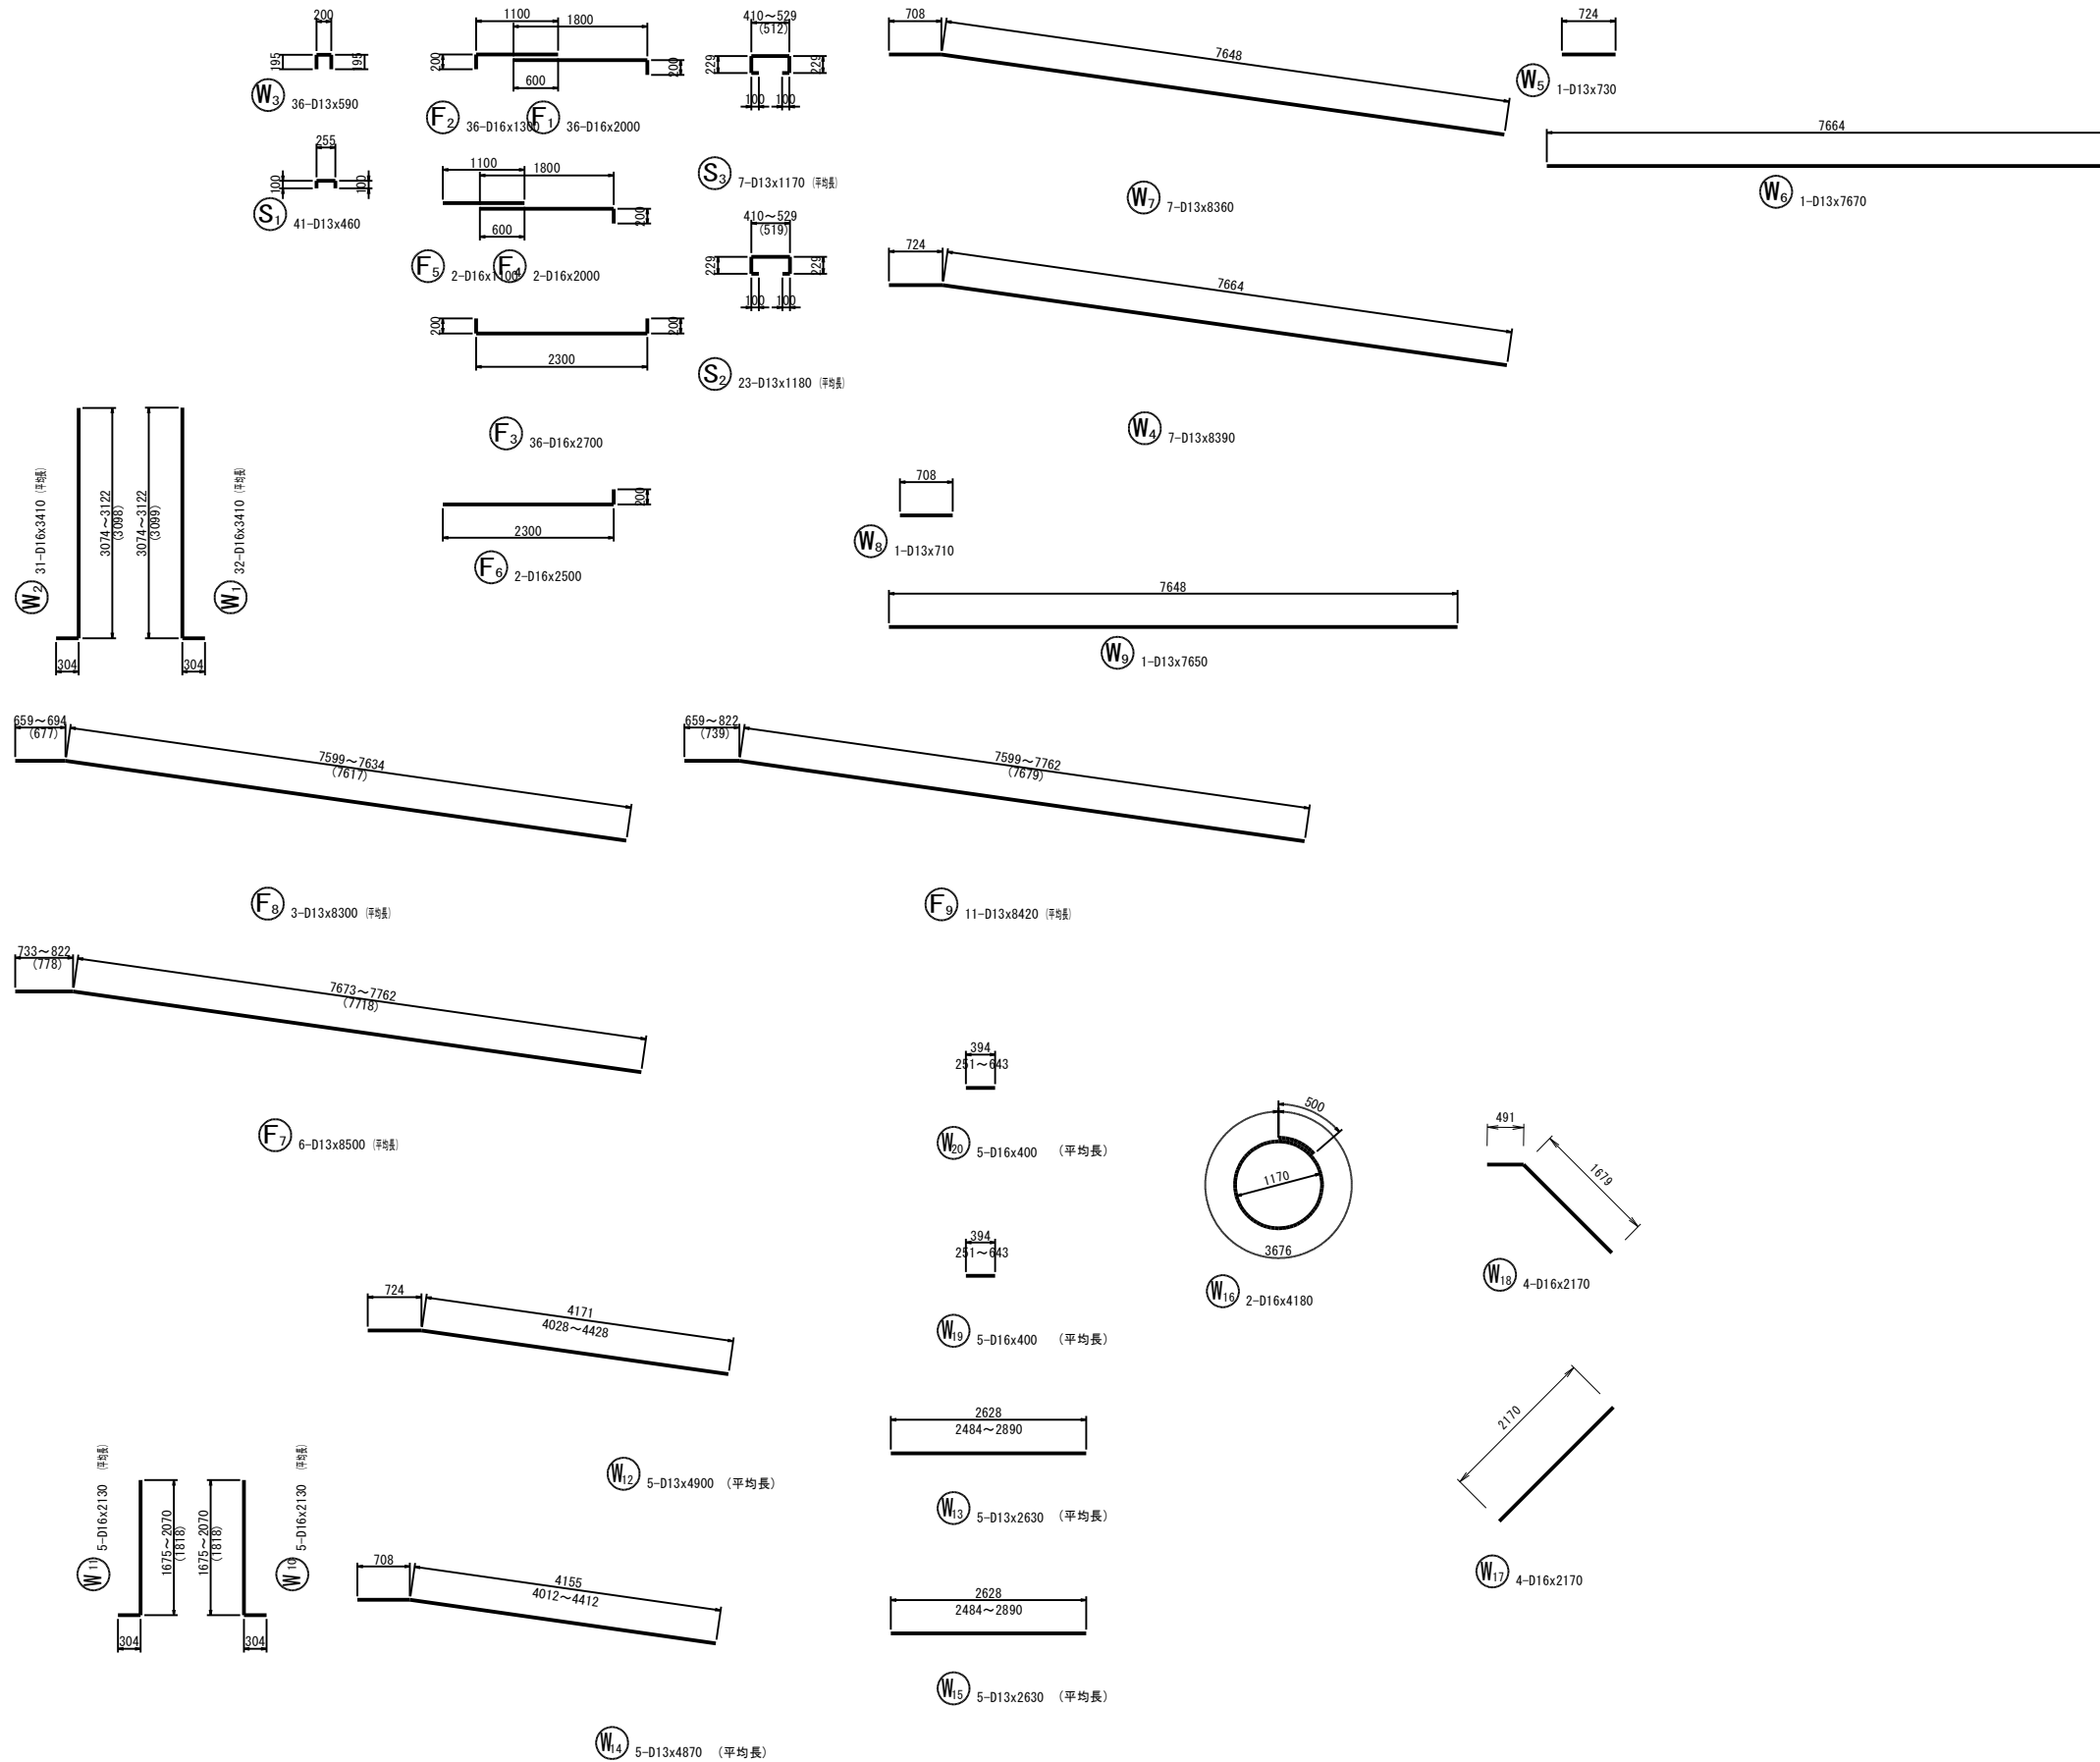 200
195
195
W3 36-D13x590
255
100
100
S1 41-D13x460
1100
1800
200
200
600
F2 36-D16x1300
F1 36-D16x2000
1100
1800
200
600
F5 2-D16x1100
F4 2-D16x2000
200
200
2300
F3 36-D16x2700
200
2300
F6 2-D16x2500
410～529
(512)
229
229
100
100
S3 7-D13x1170 (平均長)
410～529
(519)
229
229
100
100
S2 23-D13x1180 (平均長)
708
7648
W7 7-D13x8360
724
7664
W4 7-D13x8390
724
W5 1-D13x730
7664
W6 1-D13x7670
708
W8 1-D13x710
7648
W9 1-D13x7650
W2 31-D16x3410 (平均長)
3074～3122
(3098)
304
3074～3122
(3099)
304
W1 32-D16x3410 (平均長)
659～694
(677)
7599～7634
(7617)
F8 3-D13x8300 (平均長)
659～822
(739)
7599～7762
(7679)
F9 11-D13x8420 (平均長)
733～822
(778)
7673～7762
(7718)
F7 6-D13x8500 (平均長)
394
251～643
W20 5-D16x400 (平均長)
394
251～643
W19 5-D16x400 (平均長)
500
1170
3676
W16 2-D16x4180
491
1679
W18 4-D16x2170
2170
W17 4-D16x2170
724
4171
4028～4428
W12 5-D13x4900 (平均長)
2628
2484～2890
W13 5-D13x2630 (平均長)
W11 5-D16x2130 (平均長)
1675～2070
(1818)
304
1675～2070
(1818)
304
W10 5-D16x2130 (平均長)
708
4155
4012～4412
W14 5-D13x4870 (平均長)
2628
2484～2890
W15 5-D13x2630 (平均長)